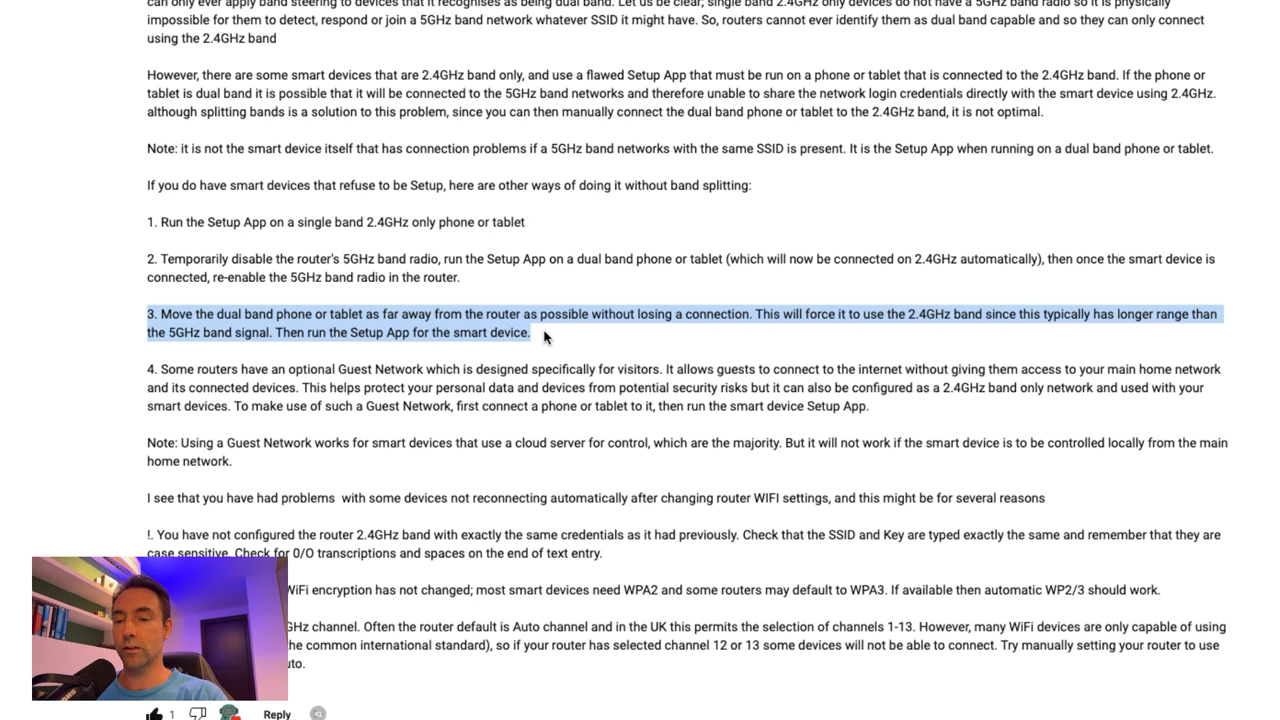 can only ever apply band steering to devices that it recognises as being dual band. Let us be clear; single band 2.4GHz only devices do not have a 5GHz band radio so it is physically
impossible for them to detect, respond or join a 5GHz band network whatever SSID it might have. So, routers cannot ever identify them as dual band capable and so they can only connect
using the 2.4GHz band
However, there are some smart devices that are 2.4GHz band only, and use a flawed Setup App that must be run on a phone or tablet that is connected to the 2.4GHz band. If the phone or
tablet is dual band it is possible that it will be connected to the 5GHz band networks and therefore unable to share the network login credentials directly with the smart device using 2.4GHz.
although splitting bands is a solution to this problem, since you can then manually connect the dual band phone or tablet to the 2.4GHz band, it is not optimal.
Note: it is not the smart device itself that has connection problems if a 5GHz band networks with the same SSID is present. It is the Setup App when running on a dual band phone or tablet.
If you do have smart devices that refuse to be Setup, here are other ways of doing it without band splitting:
1. Run the Setup App on a single band 2.4GHz only phone or tablet
2. Temporarily disable the router's 5GHz band radio, run the Setup App on a dual band phone or tablet (which will now be connected on 2.4GHz automatically), then once the smart device is
connected, re-enable the 5GHz band radio in the router.
3. Move the dual band phone or tablet as far away from the router as possible without losing a connection. This will force it to use the 2.4GHz band since this typically has longer range than
the 5GHz band signal. Then run the Setup App for the smart device.
4. Some routers have an optional Guest Network which is designed specifically for visitors. It allows guests to connect to the internet without giving them access to your main home network
and its connected devices. This helps protect your personal data and devices from potential security risks but it can also be configured as a 2.4GHz band only network and used with your
smart devices. To make use of such a Guest Network, first connect a phone or tablet to it, then run the smart device Setup App.
Note: Using a Guest Network works for smart devices that use a cloud server for control, which are the majority. But it will not work if the smart device is to be controlled locally from the main
home network.
I see that you have had problems  with some devices not reconnecting automatically after changing router WIFI settings, and this might be for several reasons
!. You have not configured the router 2.4GHz band with exactly the same credentials as it had previously. Check that the SSID and Key are typed exactly the same and remember that they are
case sensitive. Check for 0/O transcriptions and spaces on the end of text entry.
WiFi encryption has not changed; most smart devices need WPA2 and some routers may default to WPA3. If available then automatic WP2/3 should work.
GHz channel. Often the router default is Auto channel and in the UK this permits the selection of channels 1-13. However, many WiFi devices are only capable of using
he common international standard), so if your router has selected channel 12 or 13 some devices will not be able to connect. Try manually setting your router to use
uto.
1 Reply